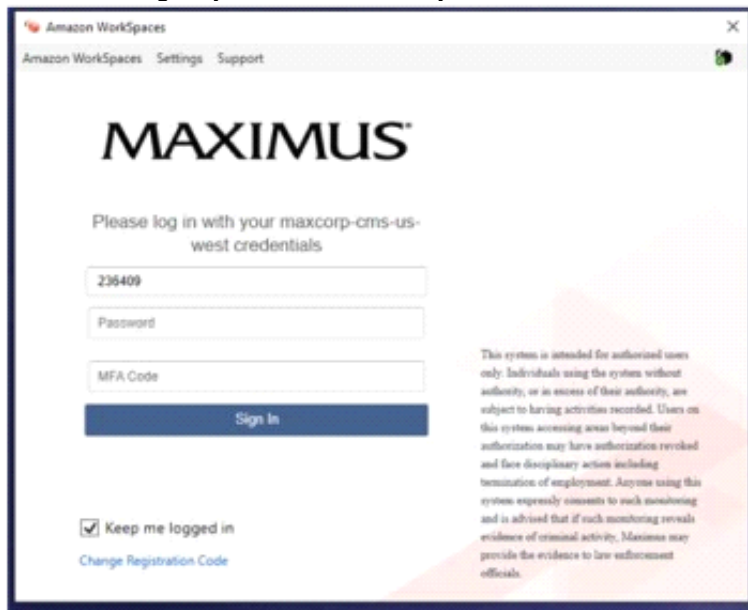 Amazon WorkSpaces
Amazon WorkSpaces Settings Support
MAXIMUS
Please log in with your maxcorp-cms-us-
west credentials
236409
Password
MFA Code
Sign In
Keep me logged in
Change Registration Code
This system is intended for authorized users
only. Individuals using the system without
authority, or in excess of their authority, are
subject to having activities recorded. Users on
this system accessing areas beyond their
authorization may have authorization revoked
and face disciplinary action including
termination of employment. Anyone using this
system expressly consents to such monitoring
and is advised that if such monitoring reveals
evidence of criminal activity, Maximus may
provide the evidence to law enforcement
officials.